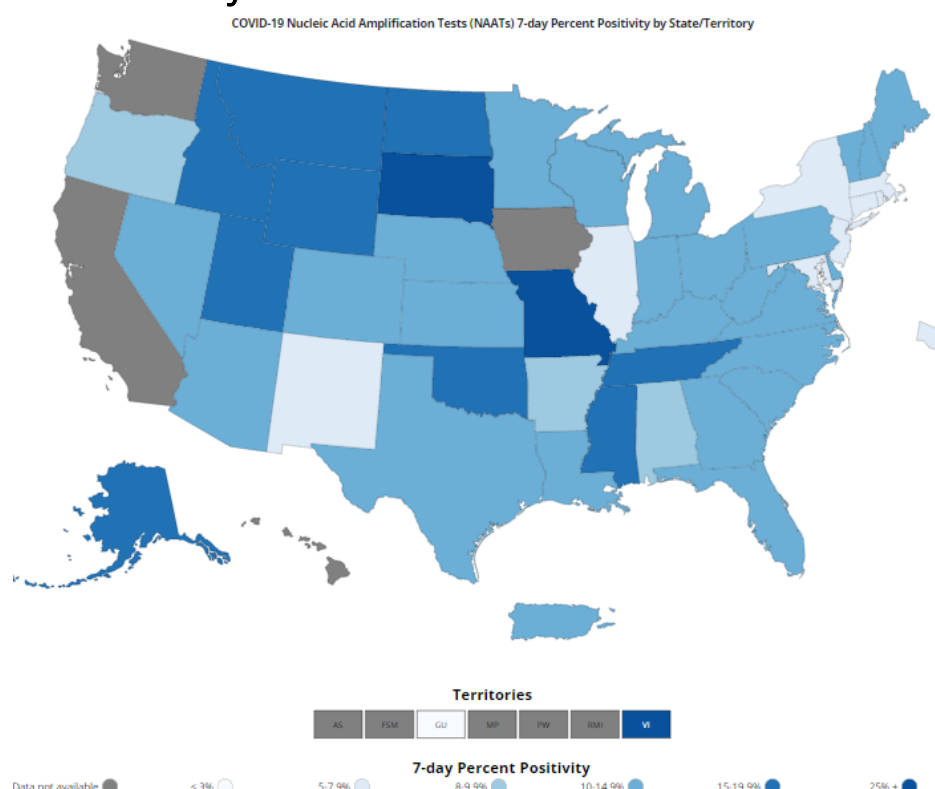 COVID-19 Nucleic Acid Amplification Tests (NAATs) 7-day Percent Positivity by State/Territory
Territories
AS FSM GU MP PW RMI VI
7-day Percent Positivity
Data not available < 3% 5-7.9% 8-9.9% 10-14.9% 15-19.9% 25% +